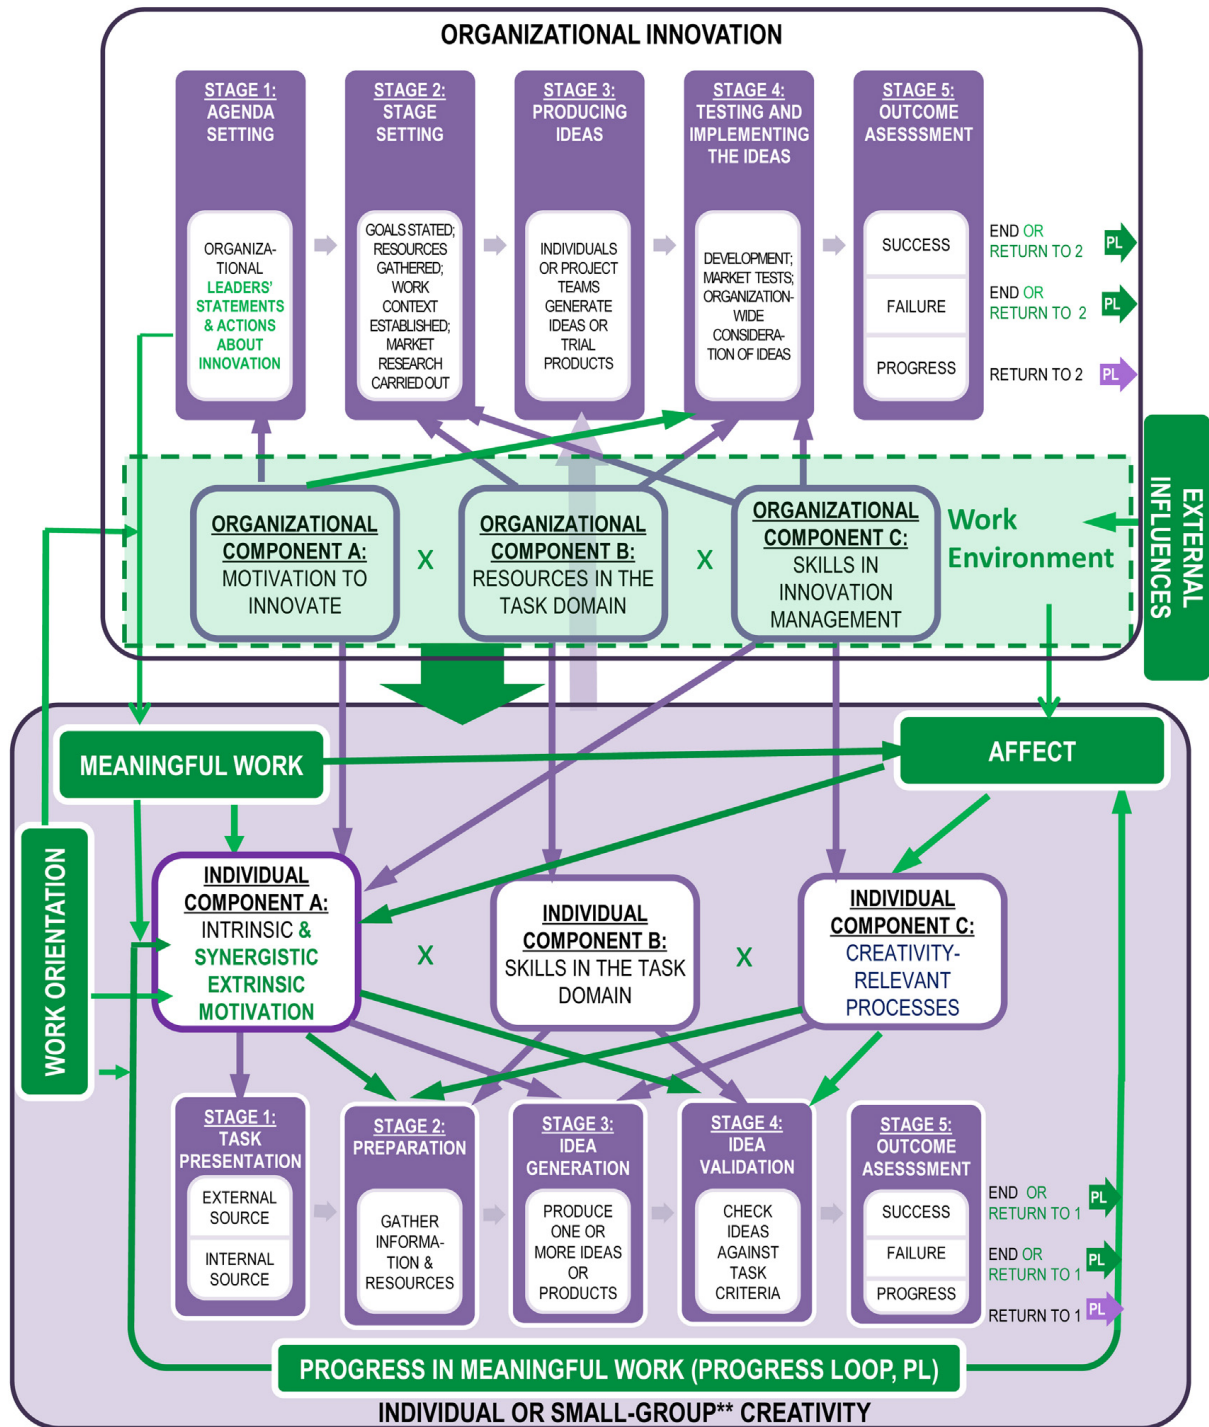 ORGANIZATIONAL INNOVATION
STAGE 1:
AGENDA
SETTING
ORGANIZA-
TIONAL
LEADERS'
STATEMENTS
& ACTIONS
ABOUT
INNOVATION
STAGE 2:
STAGE
SETTING
GOALS STATED;
RESOURCES
GATHERED;
WORK
CONTEXT
ESTABLISHED;
MARKET
RESEARCH
CARRIED OUT
STAGE 3:
PRODUCING
IDEAS
INDIVIDUALS
OR PROJECT
TEAMS
GENERATE
IDEAS OR
TRIAL
PRODUCTS
STAGE 4:
TESTING AND
IMPLEMENTING
THE IDEAS
DEVELOPMENT;
MARKET TESTS;
ORGANIZATION-
WIDE
CONSIDERA-
TION OF IDEAS
STAGE 5:
OUTCOME
ASESSSMENT
SUCCESS
FAILURE
PROGRESS
END OR
RETURN TO 2
PL
END OR
RETURN TO 2
PL
RETURN TO 2
PL
ORGANIZATIONAL
COMPONENT A:
MOTIVATION TO
INNOVATE
X
ORGANIZATIONAL
COMPONENT B:
RESOURCES IN THE
TASK DOMAIN
X
ORGANIZATIONAL
COMPONENT C:
SKILLS IN
INNOVATION
MANAGEMENT
Work
Environment
EXTERNAL
INFLUENCES
MEANINGFUL WORK
AFFECT
WORK ORIENTATION
INDIVIDUAL
COMPONENT A:
INTRINSIC &
SYNERGISTIC
EXTRINSIC
MOTIVATION
X
INDIVIDUAL
COMPONENT B:
SKILLS IN THE TASK
DOMAIN
X
INDIVIDUAL
COMPONENT C:
CREATIVITY-
RELEVANT
PROCESSES
STAGE 1:
TASK
PRESENTATION
EXTERNAL
SOURCE
INTERNAL
SOURCE
STAGE 2:
PREPARATION
GATHER
INFORMA-
TION &
RESOURCES
STAGE 3:
IDEA
GENERATION
PRODUCE
ONE OR
MORE IDEAS
OR
PRODUCTS
STAGE 4:
IDEA
VALIDATION
CHECK
IDEAS
AGAINST
TASK
CRITERIA
STAGE 5:
OUTCOME
ASESSSMENT
SUCCESS
FAILURE
PROGRESS
END OR
RETURN TO 1
PL
END OR
RETURN TO 1
PL
RETURN TO 1
PL
PROGRESS IN MEANINGFUL WORK (PROGRESS LOOP, PL)
INDIVIDUAL OR SMALL-GROUP** CREATIVITY